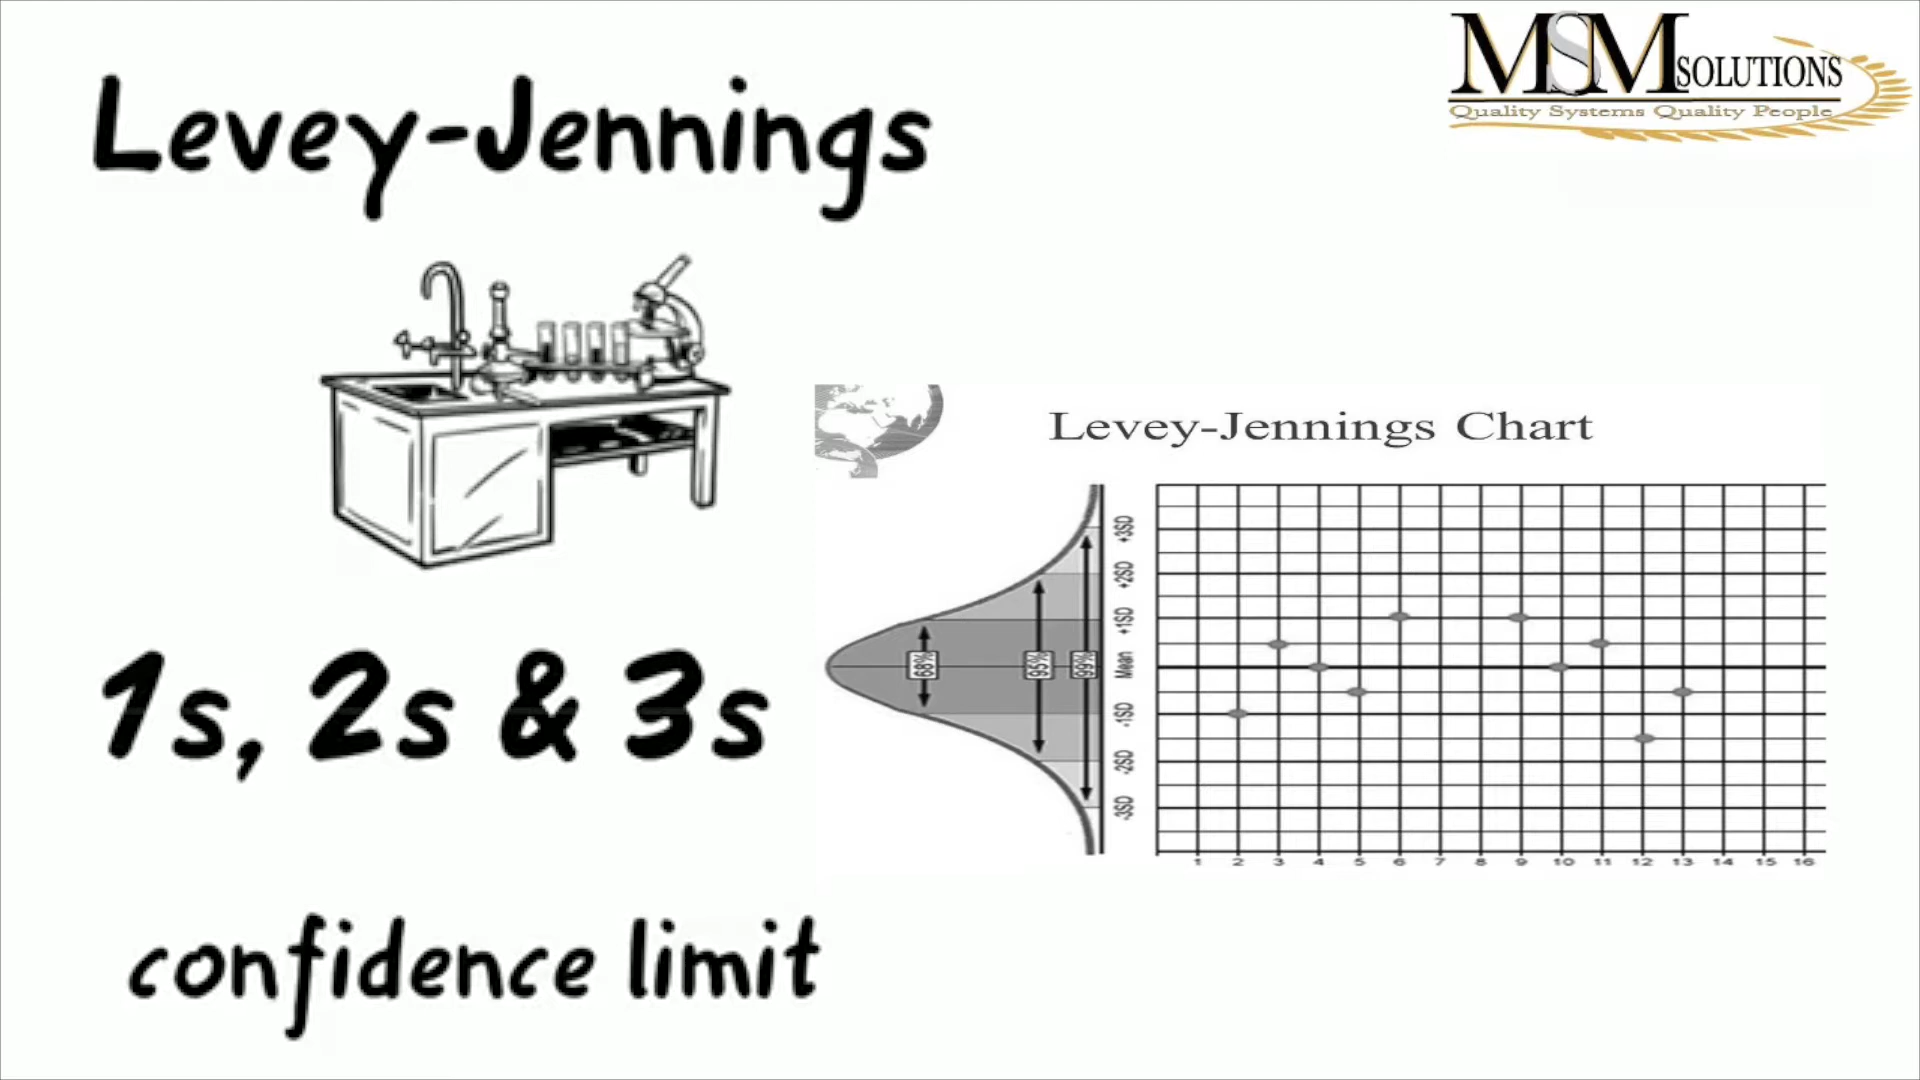 MSM SOLUTIONS
Quality Systems Quality People
Levey-Jennings
1s, 2s & 3s
confidence limit
Levey-Jennings Chart
+3SD
+2SD
+1SD
Mean
-1SD
-2SD
-3SD
68%
95%
99%
1 2 3 4 5 6 7 8 9 10 11 12 13 14 15 16